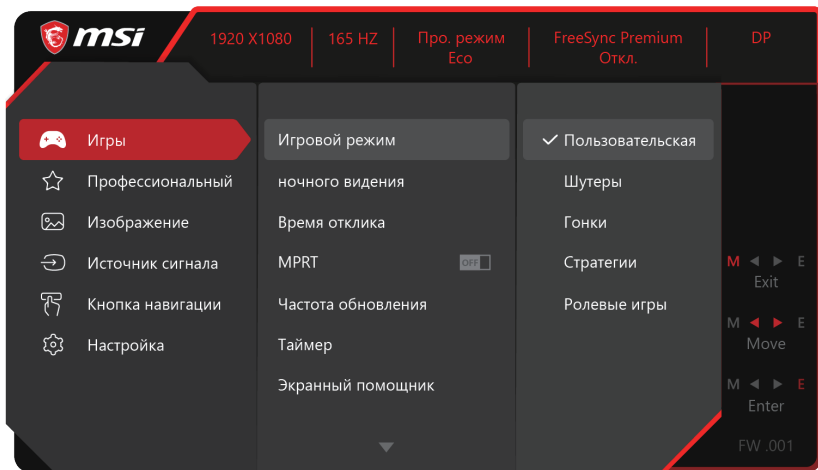 msi
1920 X1080
165 HZ
Про. режим
Eco
FreeSync Premium
Откл.
DP
Игры
Профессиональный
Изображение
Источник сигнала
Кнопка навигации
Настройка
Игровой режим
ночного видения
Время отклика
MPRT
OFF
Частота обновления
Таймер
Экранный помощник
Пользовательская
Шутеры
Гонки
Стратегии
Ролевые игры
M ◄ ► E
Exit
M ◄ ► E
Move
M ◄ ► E
Enter
FW .001